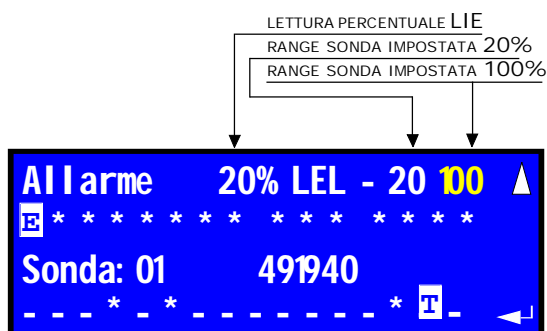 LETTURA PERCENTUALE LIE
RANGE SONDA IMPOSTATA 20%
RANGE SONDA IMPOSTATA 100%
Allarme 20% LEL - 20 100
E * * * * * * * * * * * * * *
Sonda: 01 491940
_ _ _ * _ * _ _ _ _ _ _ _ * T _